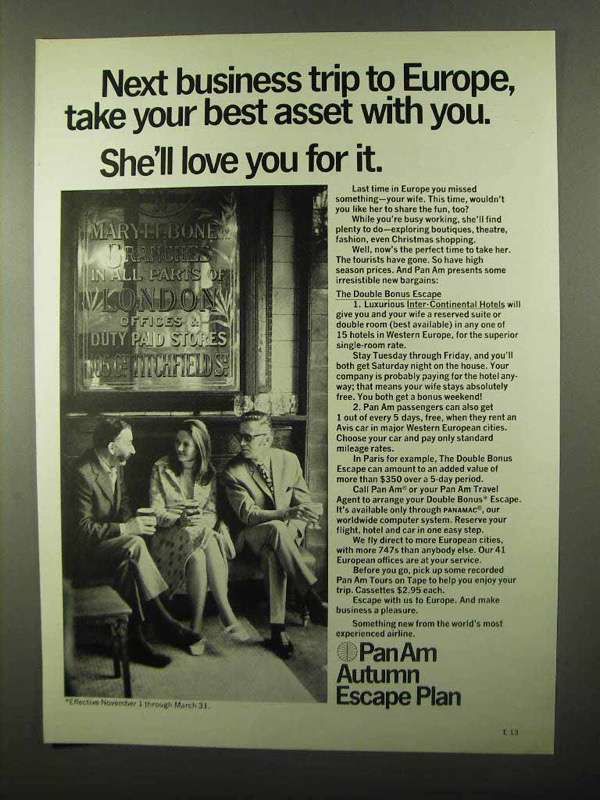 Next business trip to Europe,
take your best asset with you.
She'll love you for it.
MARYLEBONE
BRANCHES
IN ALL PARTS OF
LONDON
OFFICES &
DUTY PAID STORES
TITCHFIELD ST
Last time in Europe you missed
something—your wife. This time, wouldn't
you like her to share the fun, too?
While you're busy working, she'll find
plenty to do—exploring boutiques, theatre,
fashion, even Christmas shopping.
Well, now's the perfect time to take her.
The tourists have gone. So have high
season prices. And Pan Am presents some
irresistible new bargains:
The Double Bonus Escape
1. Luxurious Inter·Continental Hotels will
give you and your wife a reserved suite or
double room (best available) in any one of
15 hotels in Western Europe, for the superior
single-room rate.
Stay Tuesday through Friday, and you'll
both get Saturday night on the house. Your
company is probably paying for the hotel any-
way; that means your wife stays absolutely
free. You both get a bonus weekend!
2. Pan Am passengers can also get
1 out of every 5 days, free, when they rent an
Avis car in major Western European cities.
Choose your car and pay only standard
mileage rates.
In Paris for example, The Double Bonus
Escape can amount to an added value of
more than $350 over a 5-day period.
Call Pan Am® or your Pan Am Travel
Agent to arrange your Double Bonus* Escape.
It's available only through PANAMAC®, our
worldwide computer system. Reserve your
flight, hotel and car in one easy step.
We fly direct to more European cities,
with more 747s than anybody else. Our 41
European offices are at your service.
Before you go, pick up some recorded
Pan Am Tours on Tape to help you enjoy your
trip. Cassettes $2.95 each.
Escape with us to Europe. And make
business a pleasure.
Something new from the world's most
experienced airline.
Pan Am
Autumn
Escape Plan
*Effective November 1 through March 31.
E 13